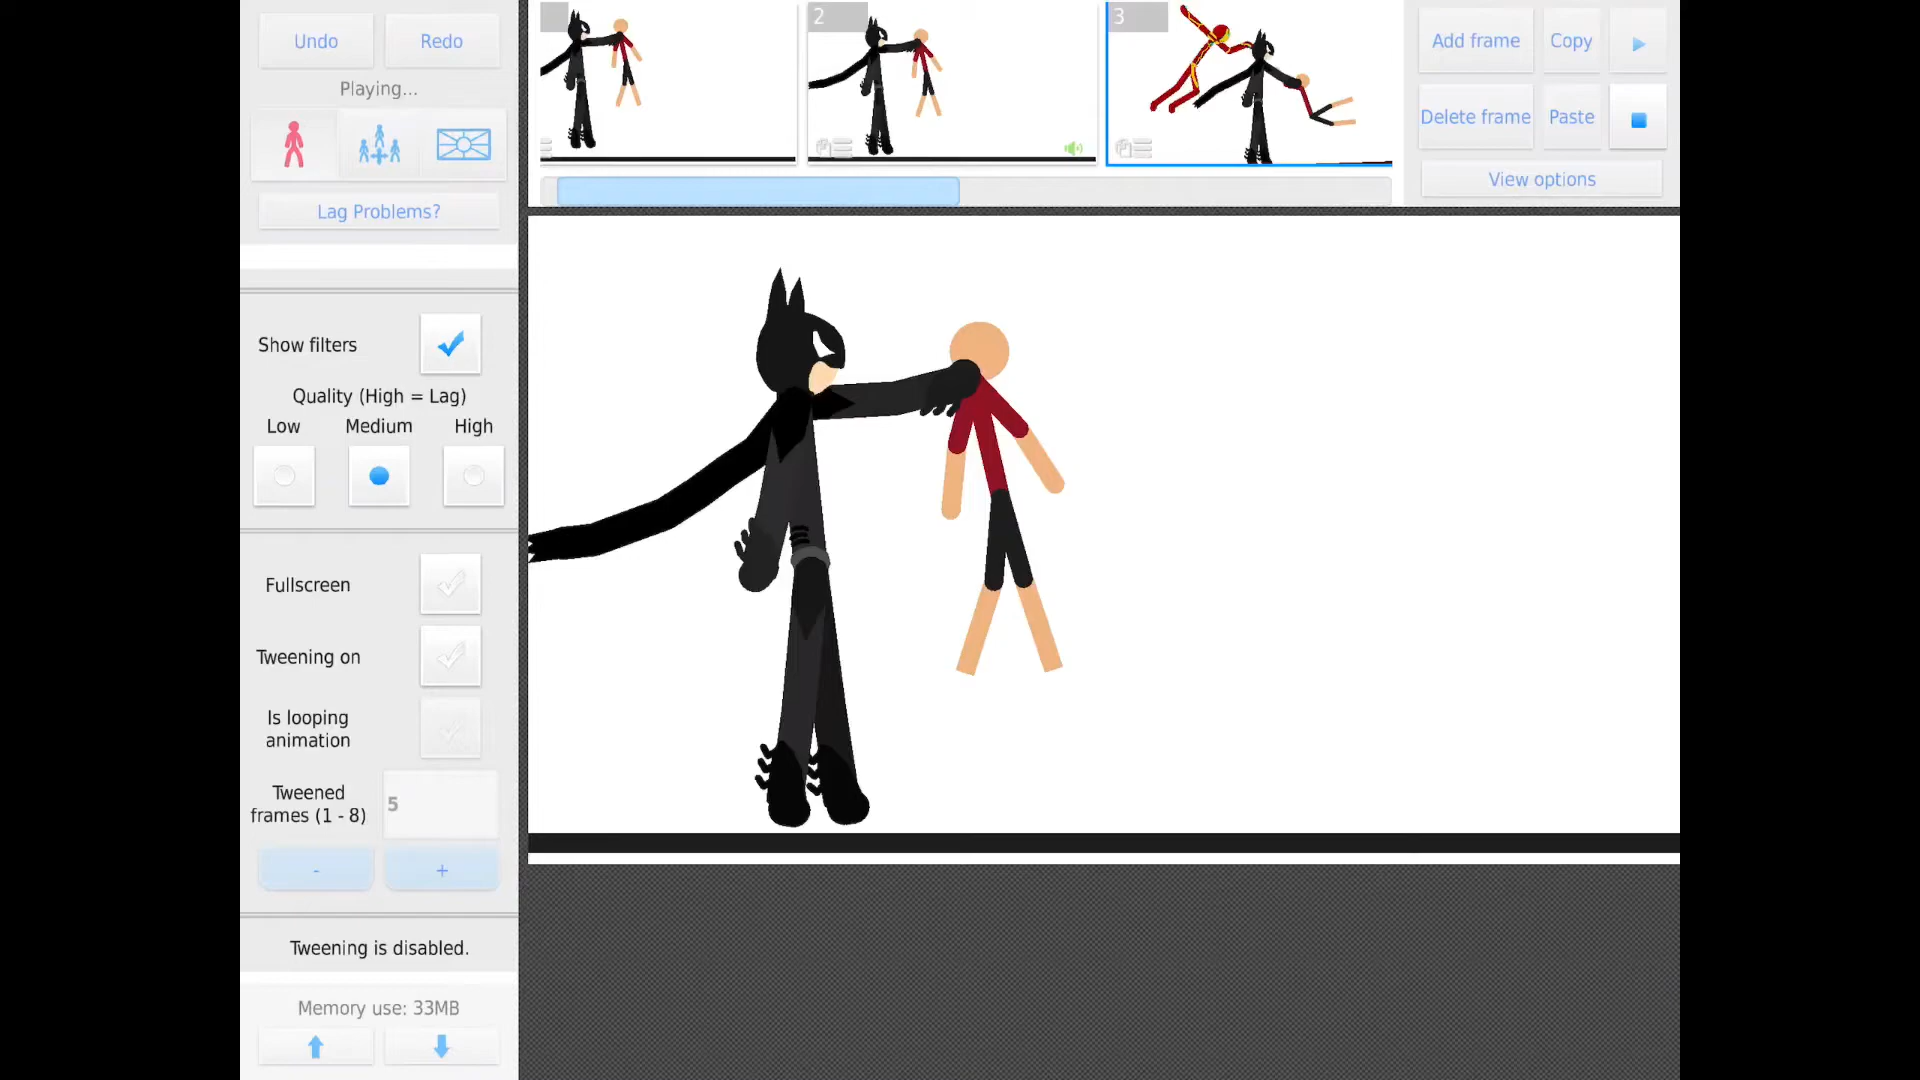 Undo
Redo
Playing...
Lag Problems?
2
3
Add frame
Copy
Delete frame
Paste
View options
Show filters
Quality (High = Lag)
Low
Medium
High
Fullscreen
Tweening on
Is looping
animation
Tweened
frames (1 - 8)
5
-
+
Tweening is disabled.
Memory use: 33MB